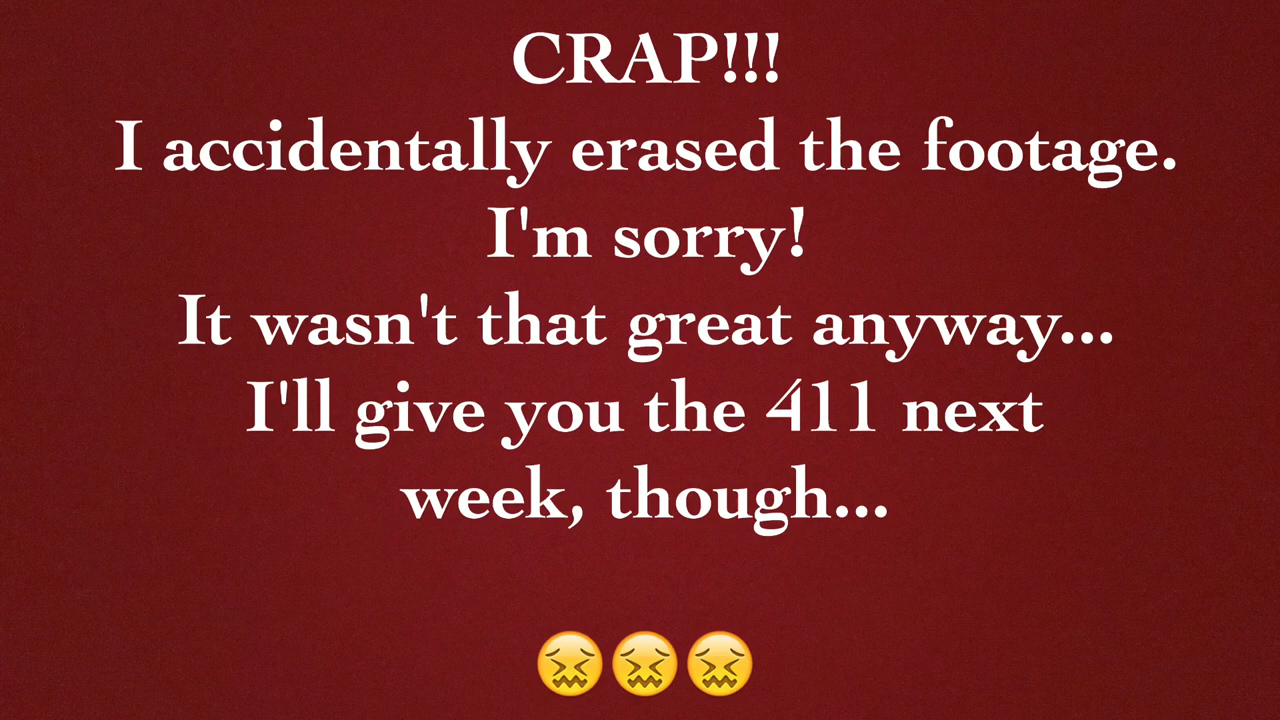 CRAP!!!
I accidentally erased the footage.
I'm sorry!
It wasn't that great anyway...
I'll give you the 411 next
week, though...
😖😖😖